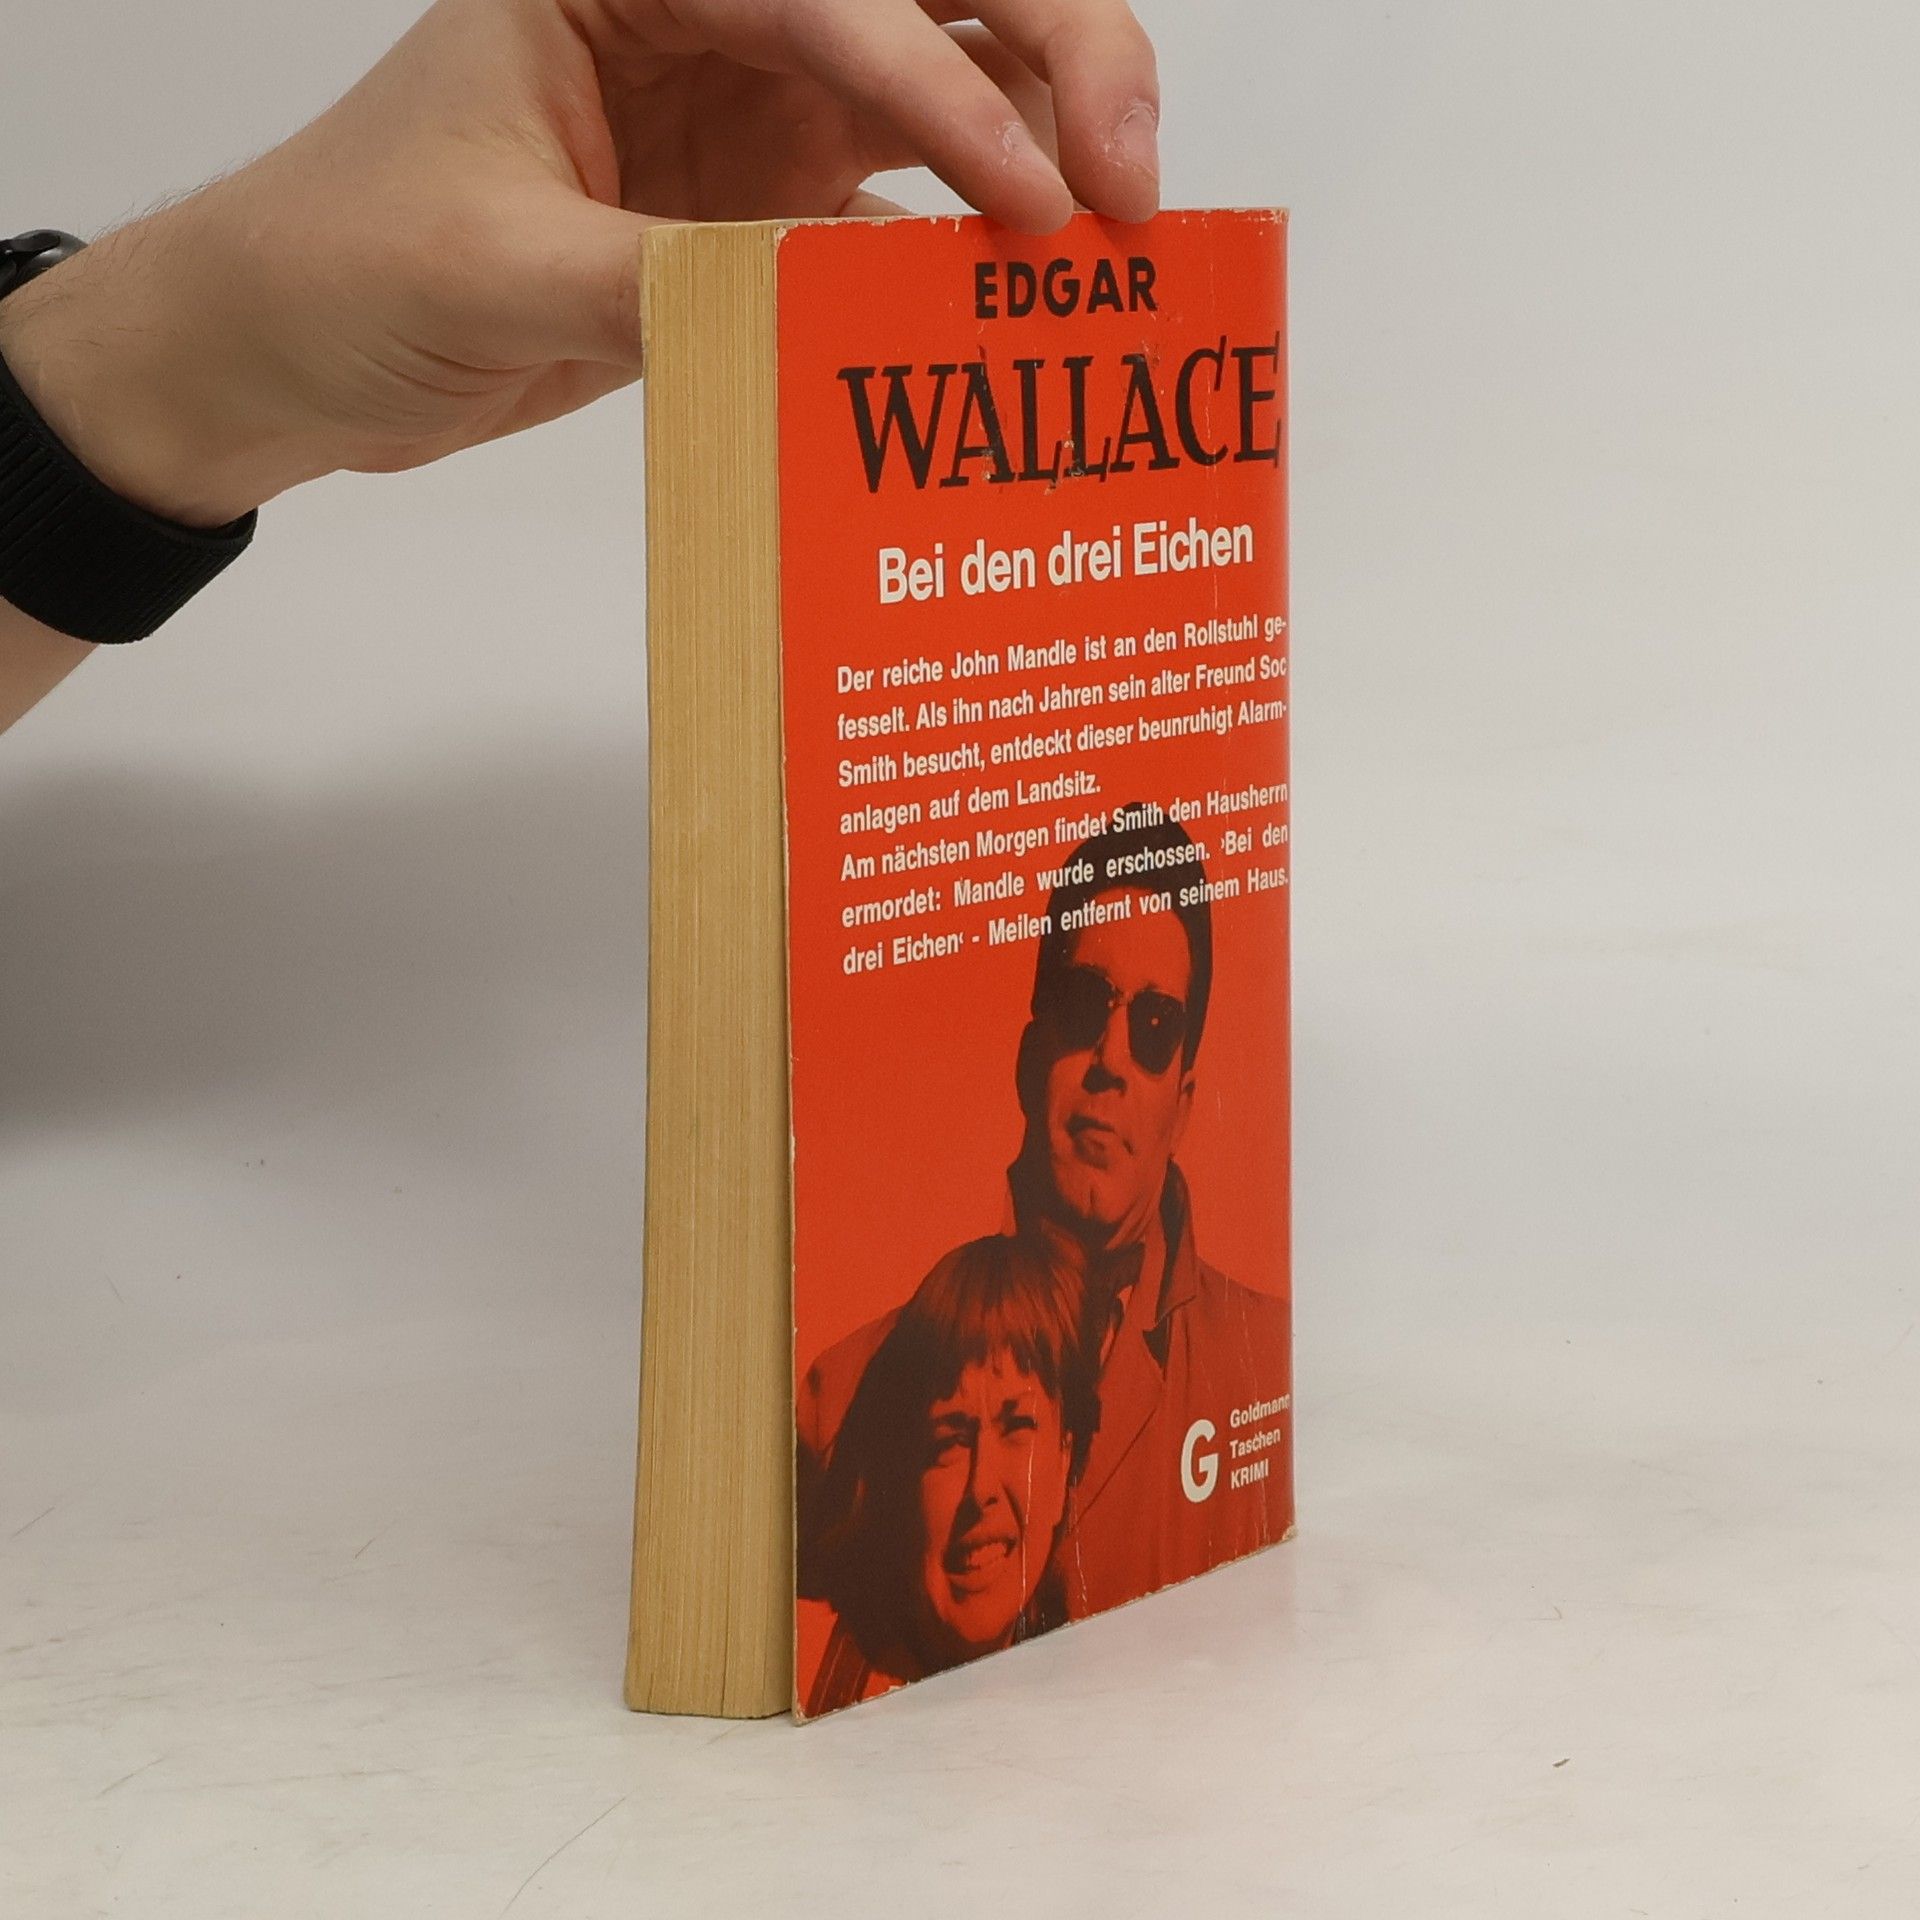 EDGAR
WALLACE
Bei den drei Eichen
Der reiche John Mandle ist an den Rollstuhl ge-
fesselt. Als ihn nach Jahren sein alter Freund Soc
Smith besucht, entdeckt dieser beunruhigt Alarm-
anlagen auf dem Landsitz.
Am nächsten Morgen findet Smith den Hausherrn
ermordet: Mandle wurde erschossen. ›Bei den
drei Eichen‹ - Meilen entfernt von seinem Haus.
G
Goldmann
Taschen
KRIMI